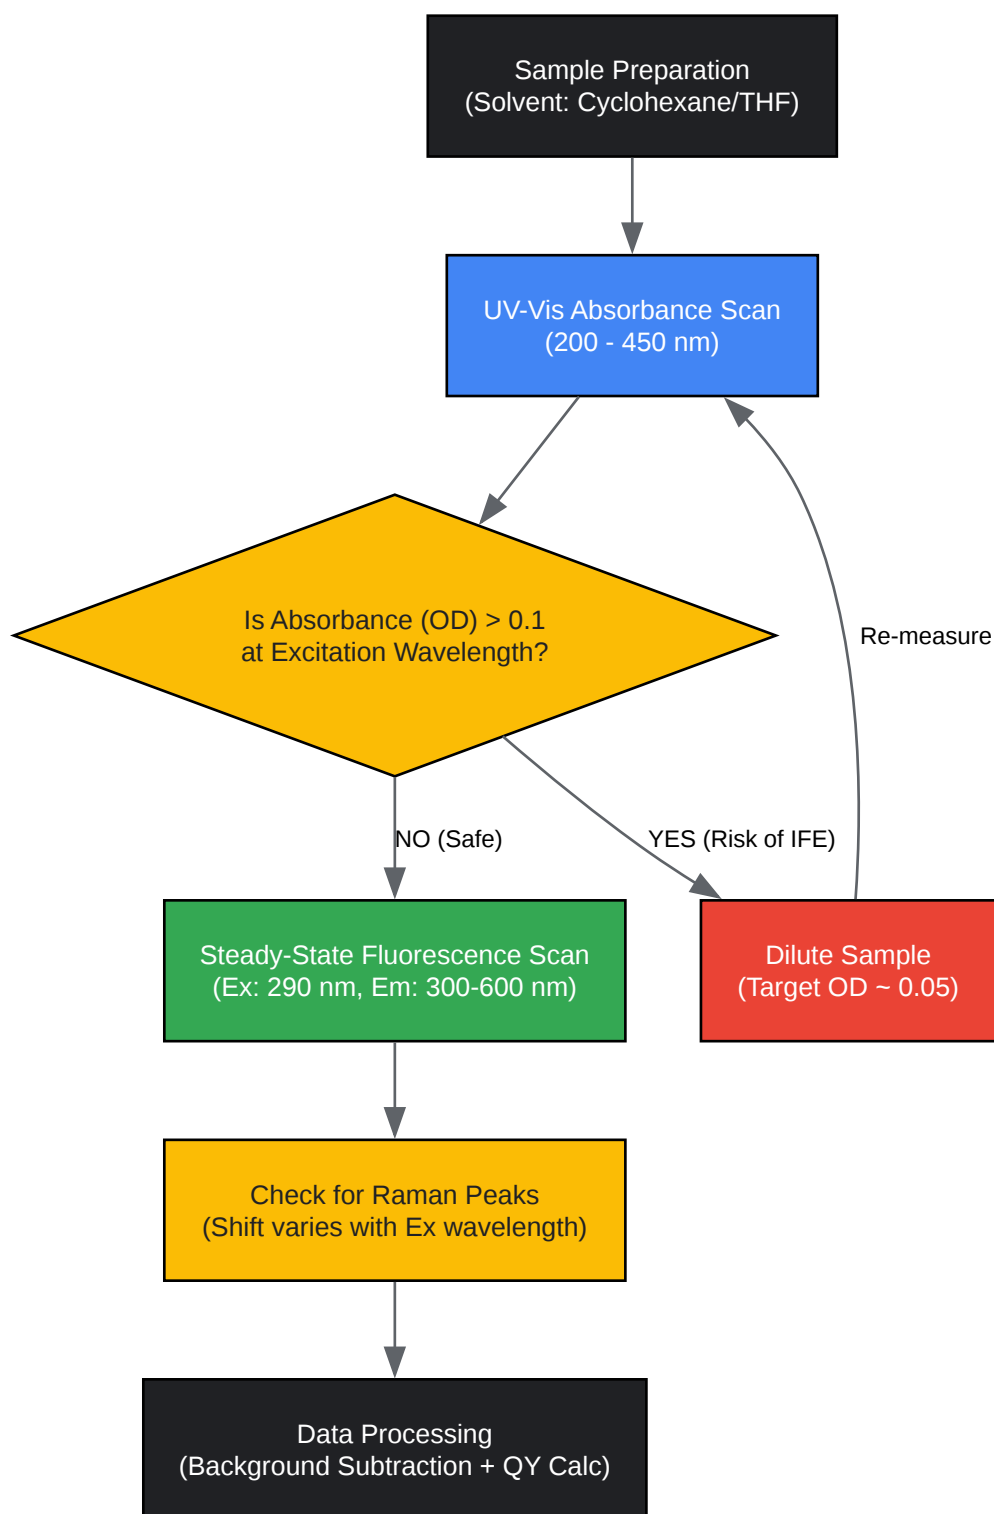 Sample Preparation
(Solvent: Cyclohexane/THF)
UV-Vis Absorbance Scan
(200 - 450 nm)
Is Absorbance (OD) > 0.1
at Excitation Wavelength?
Re-measure
NO (Safe)
YES (Risk of IFE)
Steady-State Fluorescence Scan
(Ex: 290 nm, Em: 300-600 nm)
Dilute Sample
(Target OD ~ 0.05)
Check for Raman Peaks
(Shift varies with Ex wavelength)
Data Processing
(Background Subtraction + QY Calc)